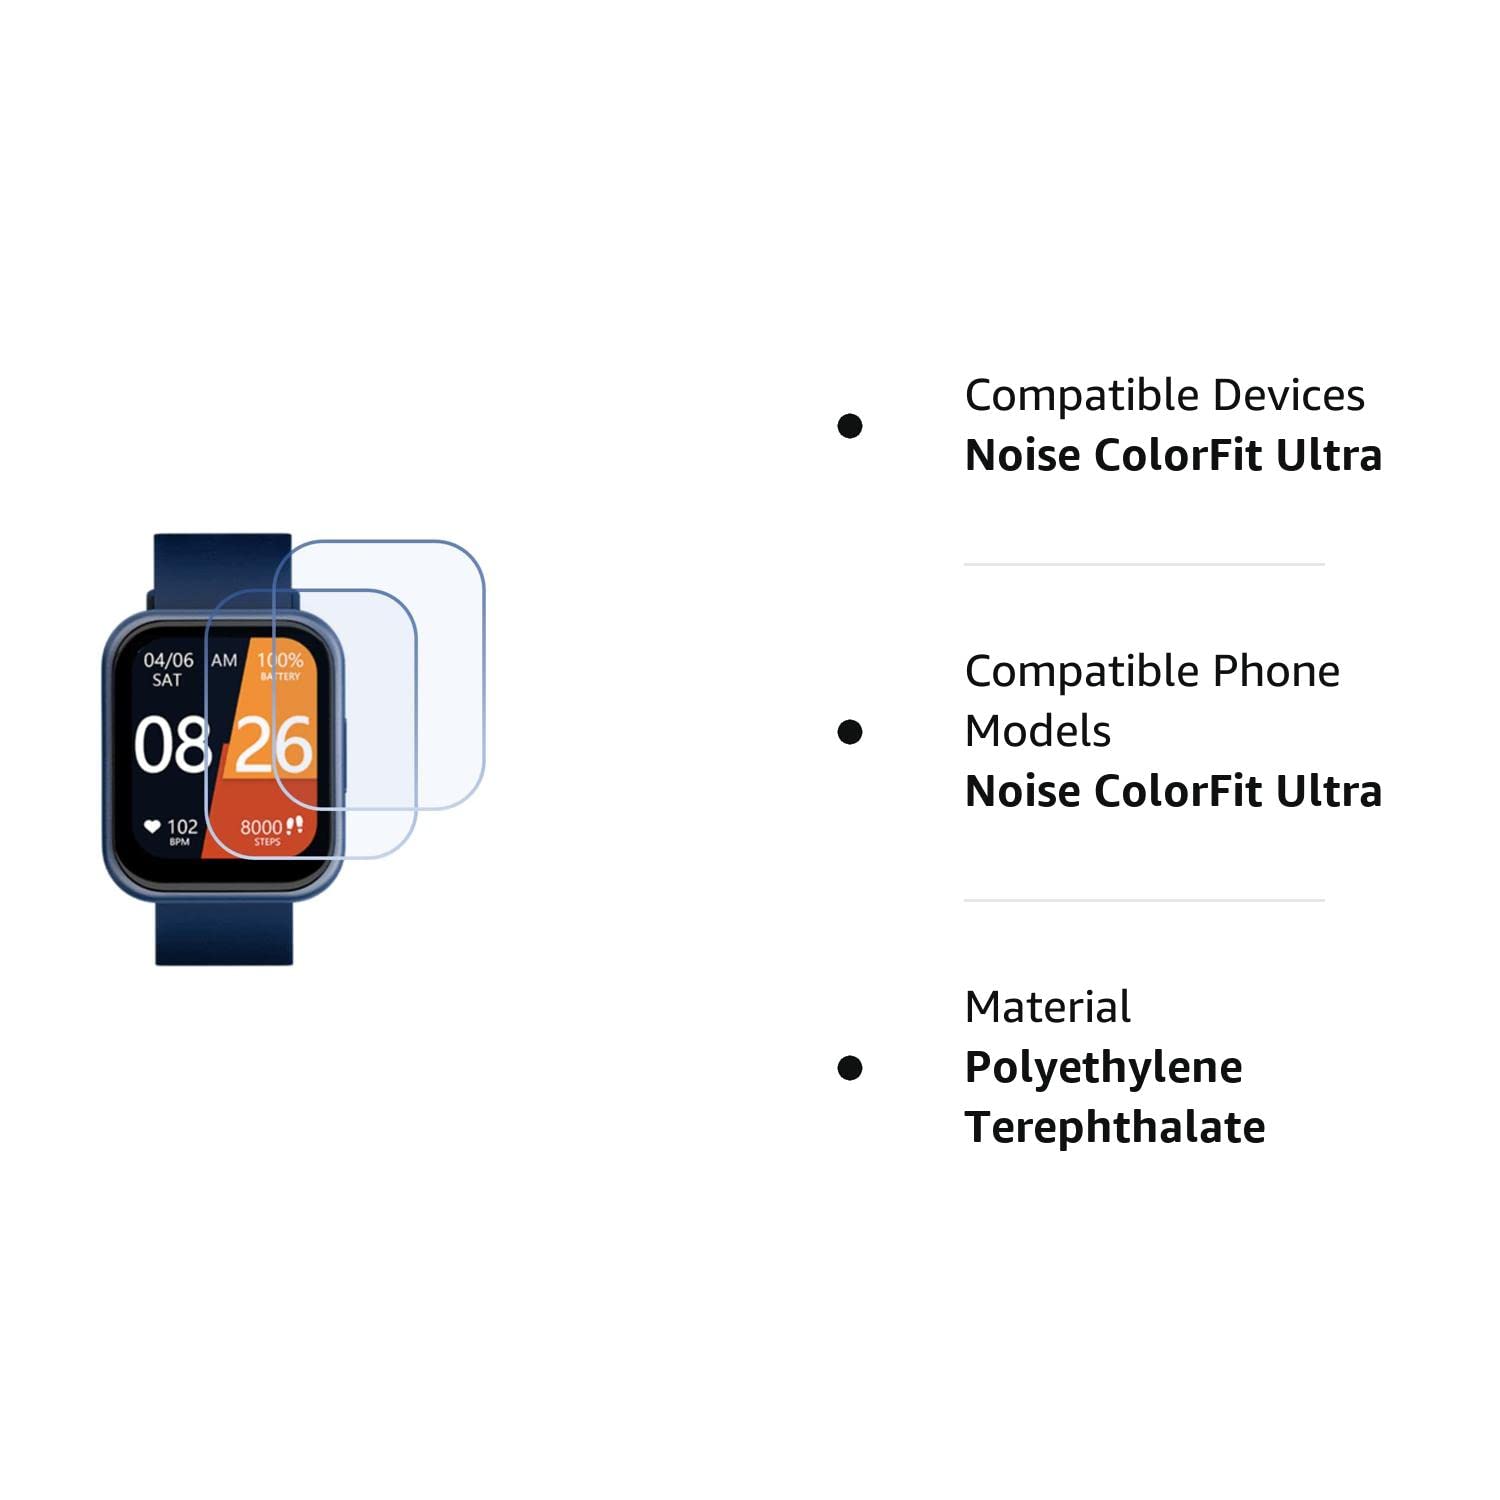 04/06 AM 100%
SAT BATTERY
08 26
102 8000
BPM STEPS
Compatible Devices
Noise ColorFit Ultra
Compatible Phone
Models
Noise ColorFit Ultra
Material
Polyethylene
Terephthalate